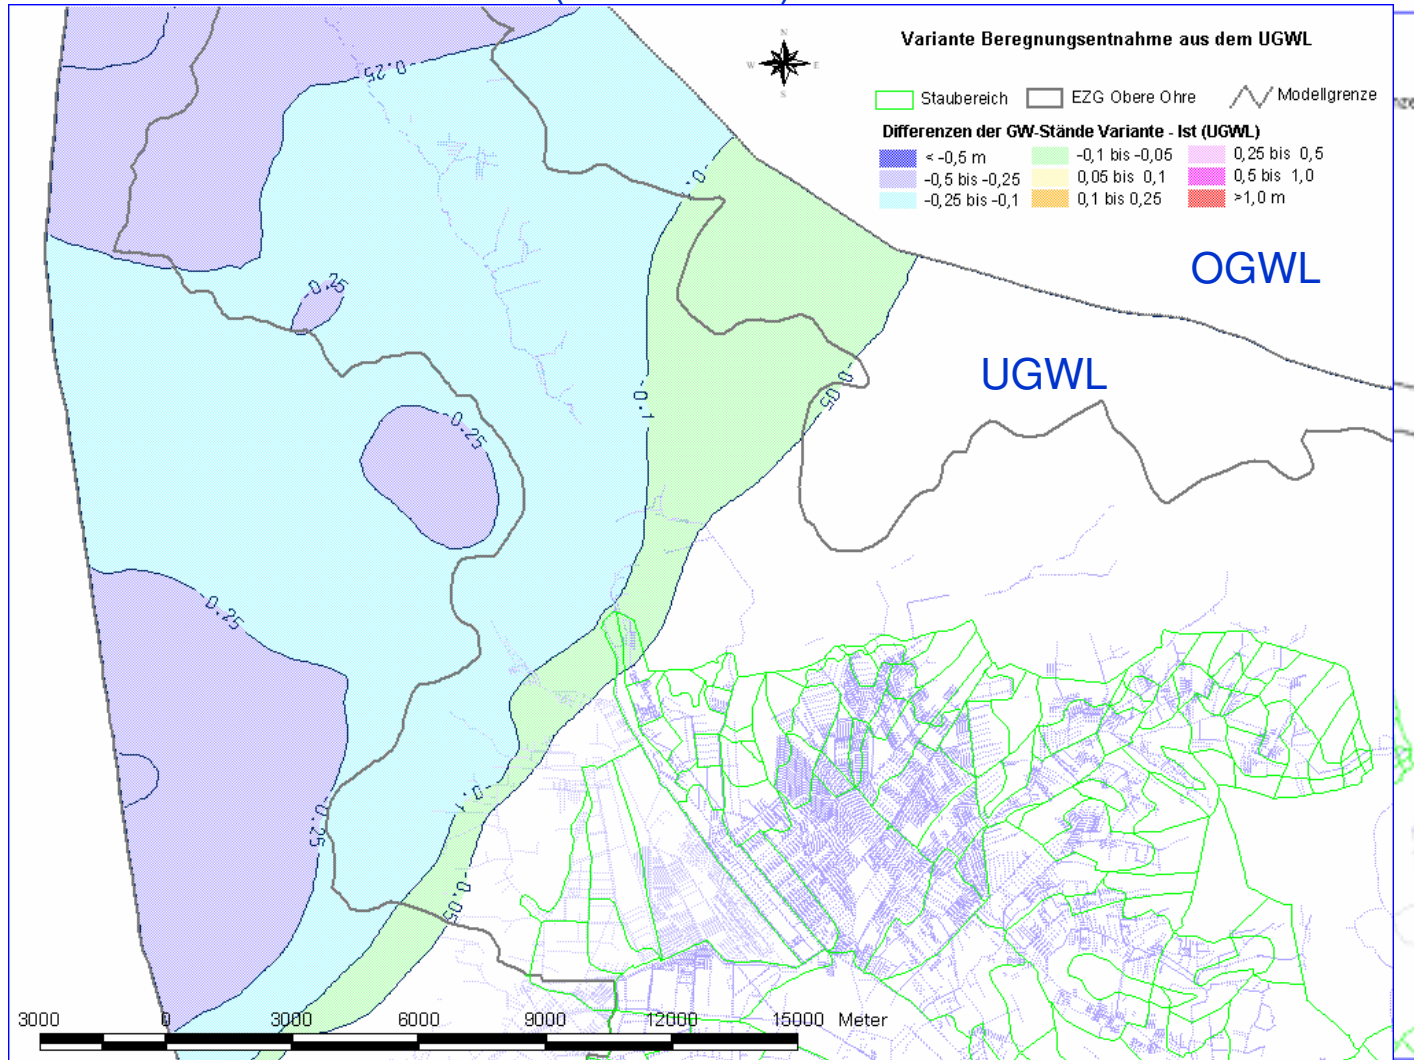 N
W E
S
Variante Beregnungsentnahme aus dem UGWL
Staubereich EZG Obere Ohre Modellgrenze
Differenzen der GW-Stände Variante - Ist (UGWL)
< -0,5 m -0,1 bis -0,05 0,25 bis 0,5
-0,5 bis -0,25 0,05 bis 0,1 0,5 bis 1,0
-0,25 bis -0,1 0,1 bis 0,25 >1,0 m
OGWL
UGWL
-0.25
-0.1
-0.25
-0.05
-0.1
-0.25
-0.25
-0.1
-0.25
-0.05
3000 0 3000 6000 9000 12000 15000 Meter